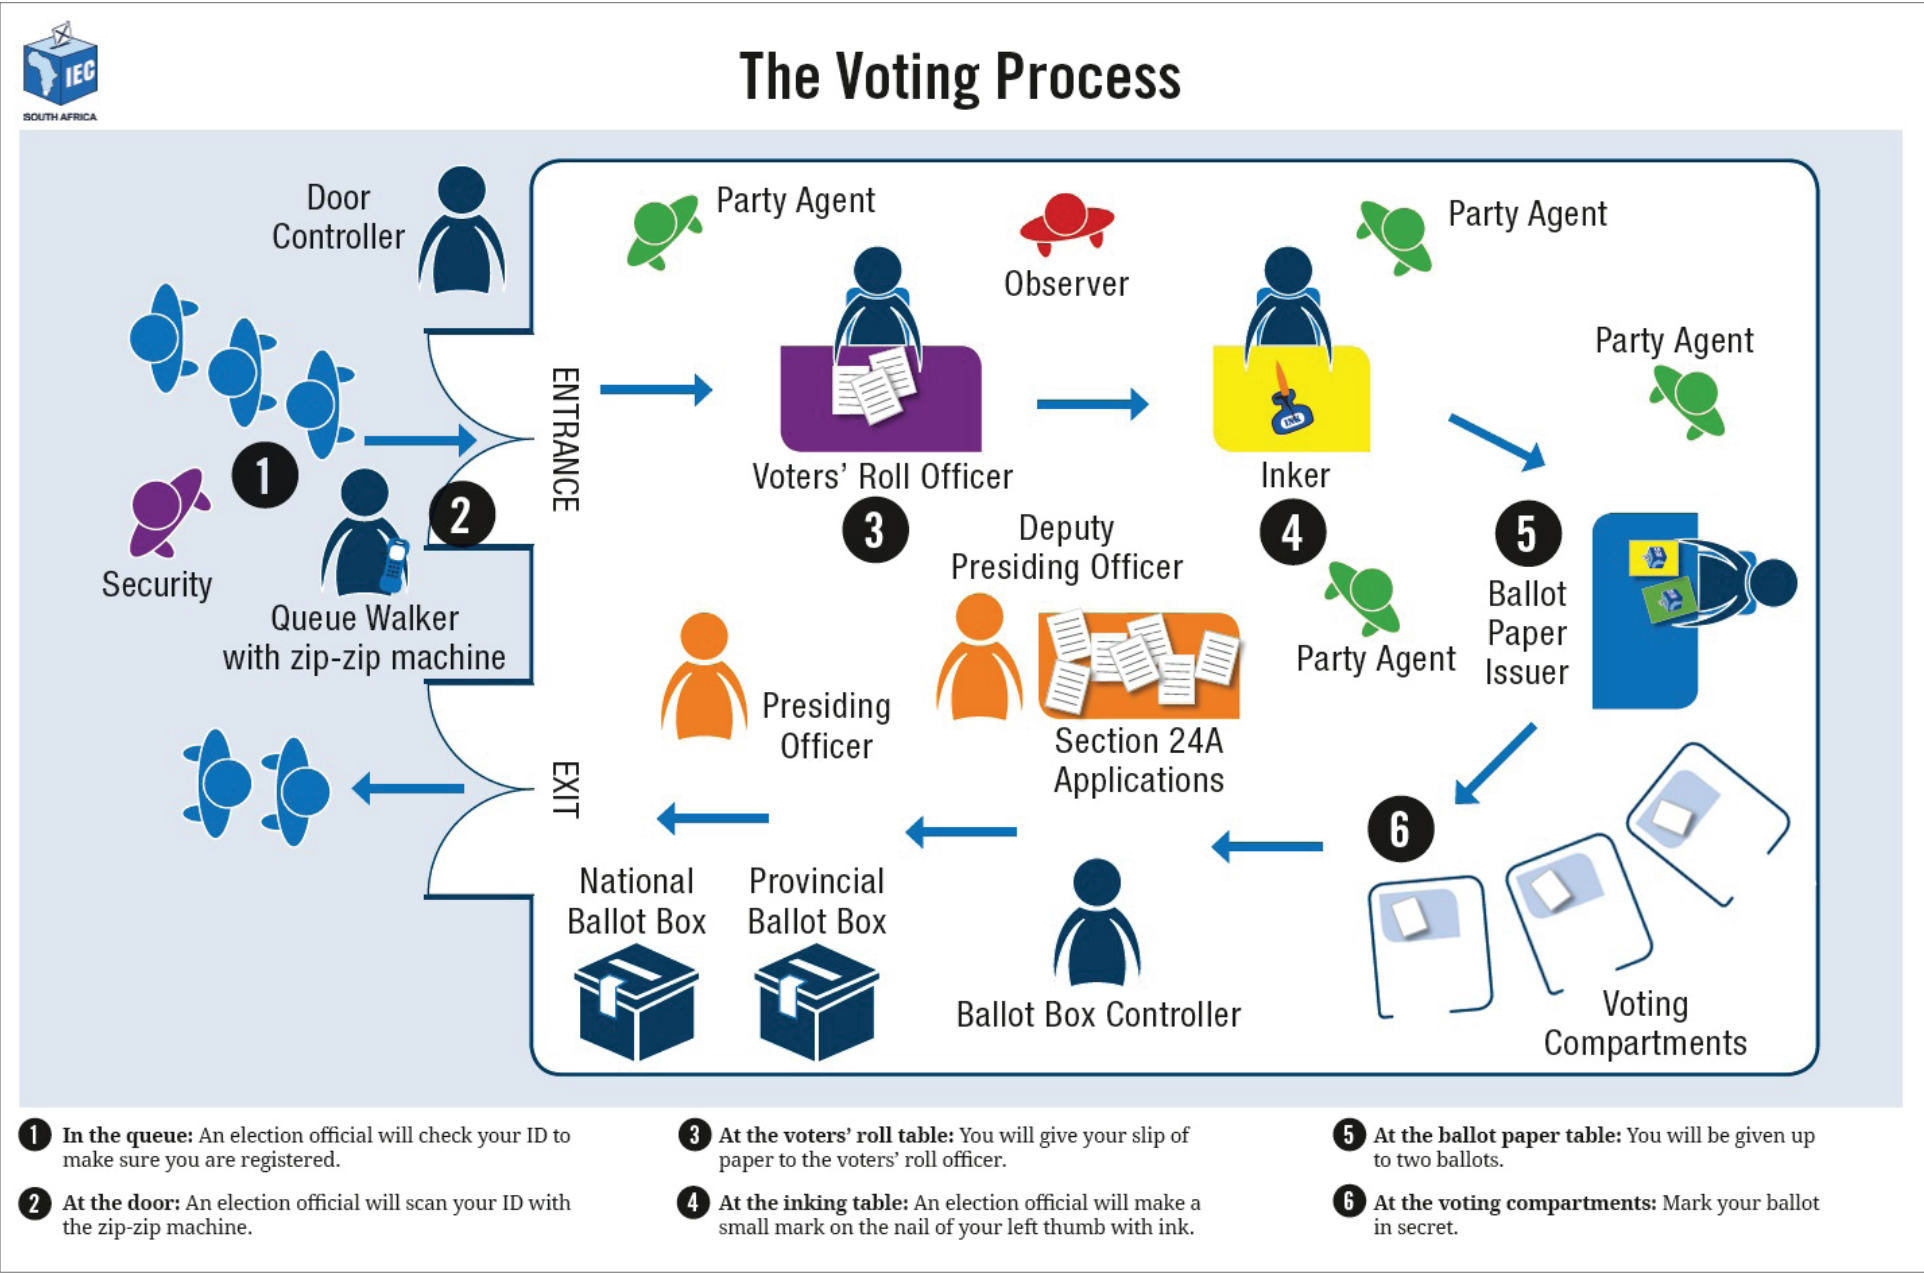 IEC
SOUTH AFRICA
The Voting Process
Door
Controller
Party Agent
Observer
Party Agent
Party Agent
ENTRANCE
1
Security
Queue Walker
with zip-zip machine
2
Voters' Roll Officer
3
INK
Inker
4
Deputy
Presiding Officer
5
Ballot
Paper
Issuer
Party Agent
Presiding
Officer
Section 24A
Applications
EXIT
6
National
Ballot Box
Provincial
Ballot Box
Ballot Box Controller
Voting
Compartments
1 In the queue: An election official will check your ID to
make sure you are registered.
2 At the door: An election official will scan your ID with
the zip-zip machine.
3 At the voters' roll table: You will give your slip of
paper to the voters' roll officer.
4 At the inking table: An election official will make a
small mark on the nail of your left thumb with ink.
5 At the ballot paper table: You will be given up
to two ballots.
6 At the voting compartments: Mark your ballot
in secret.